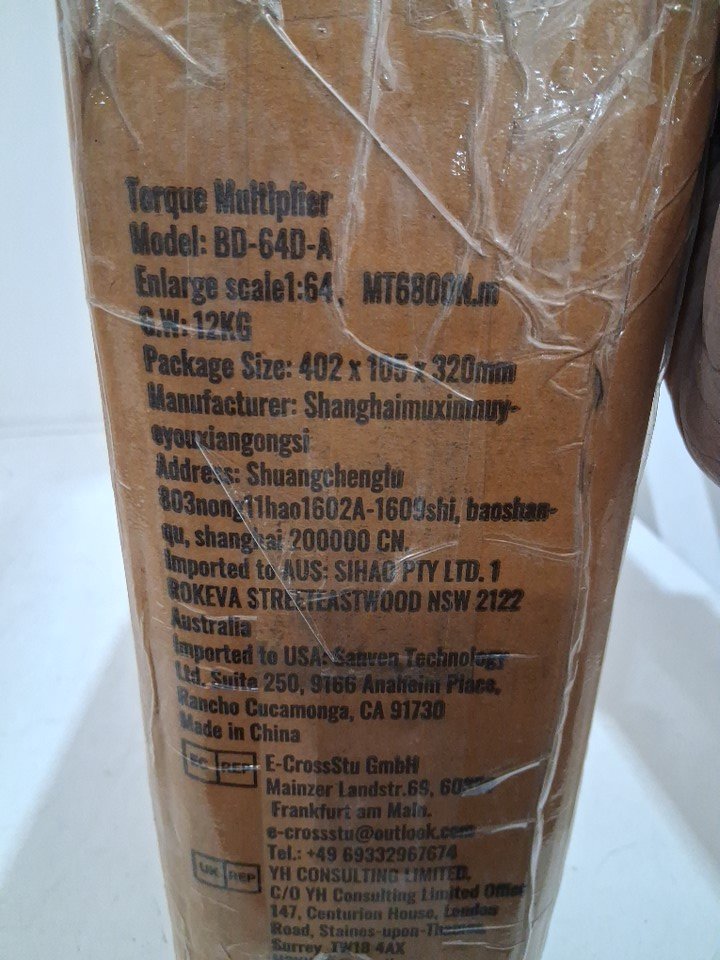 Torque Multiplier
Model: BD-64D-A
Enlarge scale1:64, MT6800N.m
G.W: 12KG
Package Size: 402 x 105 x 320mm
Manufacturer: Shanghaimuxinmuy-
eyouxiangongsi
Address: Shuangchenglu
803nong11hao1602A-1609shi, baoshan-
qu, shanghai 200000 CN.
Imported to AUS: SIHAO PTY LTD. 1
ROKEVA STREETEASTWOOD NSW 2122
Australia
Imported to USA: Sanven Technology
Ltd. Suite 250, 9166 Anaheim Place,
Rancho Cucamonga, CA 91730
Made in China
EC REP E-CrossStu GmbH
Mainzer Landstr.69,
Frankfurt am Main.
e-crossstu@outlook.com
Tel.: +49 69332967674
UK REP YH CONSULTING LIMITED.
C/O YH Consulting Limited Office
147, Centurion House, London
Road, Staines-upon-Thames
Surrey, TW18 4AX